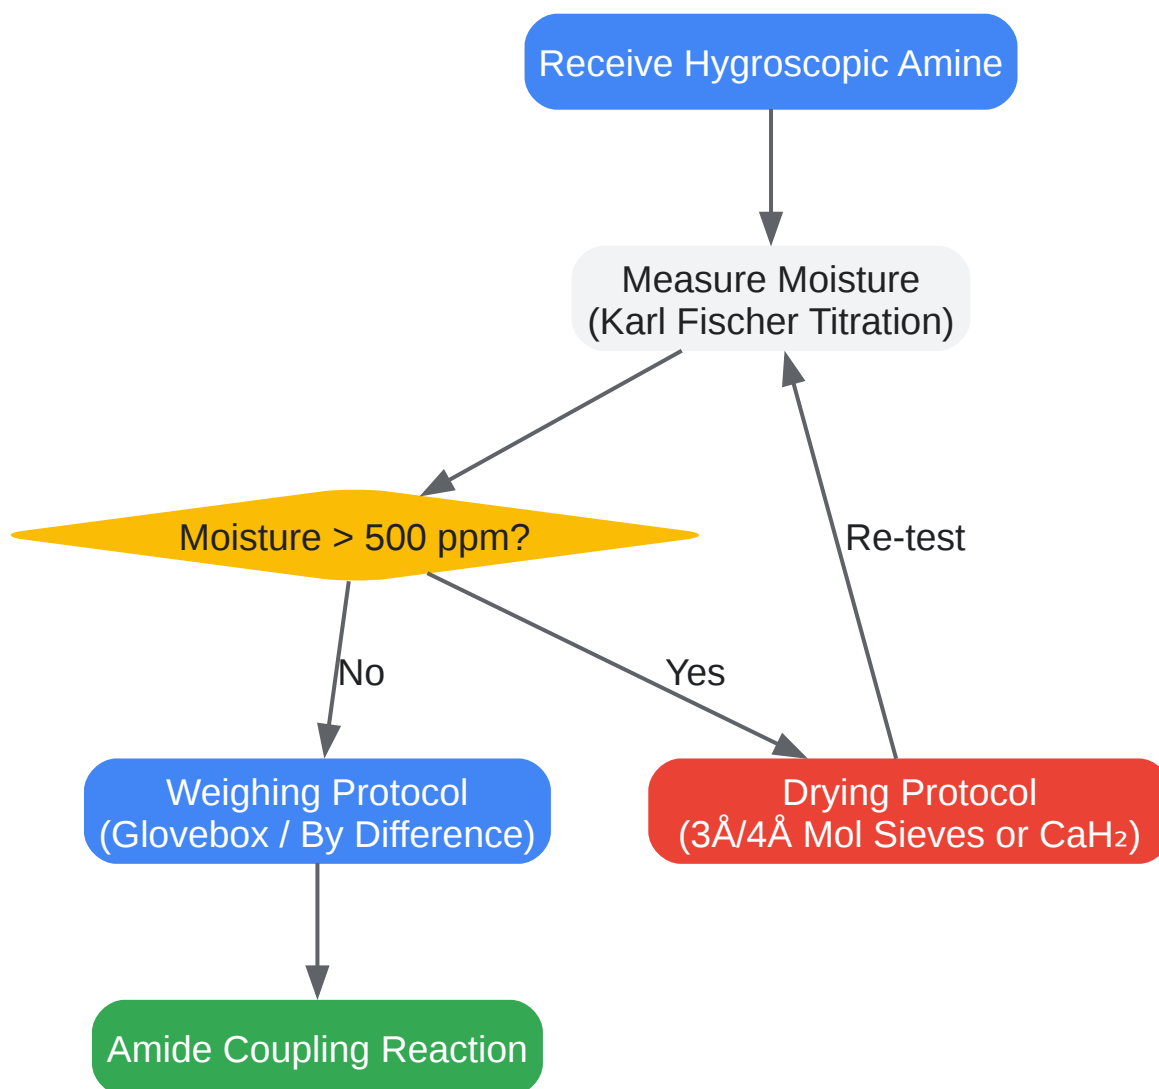 Receive Hygroscopic Amine
Measure Moisture
(Karl Fischer Titration)
Moisture > 500 ppm?
Re-test
No
Yes
Weighing Protocol
(Glovebox / By Difference)
Drying Protocol
(3Å/4Å Mol Sieves or CaH₂)
Amide Coupling Reaction